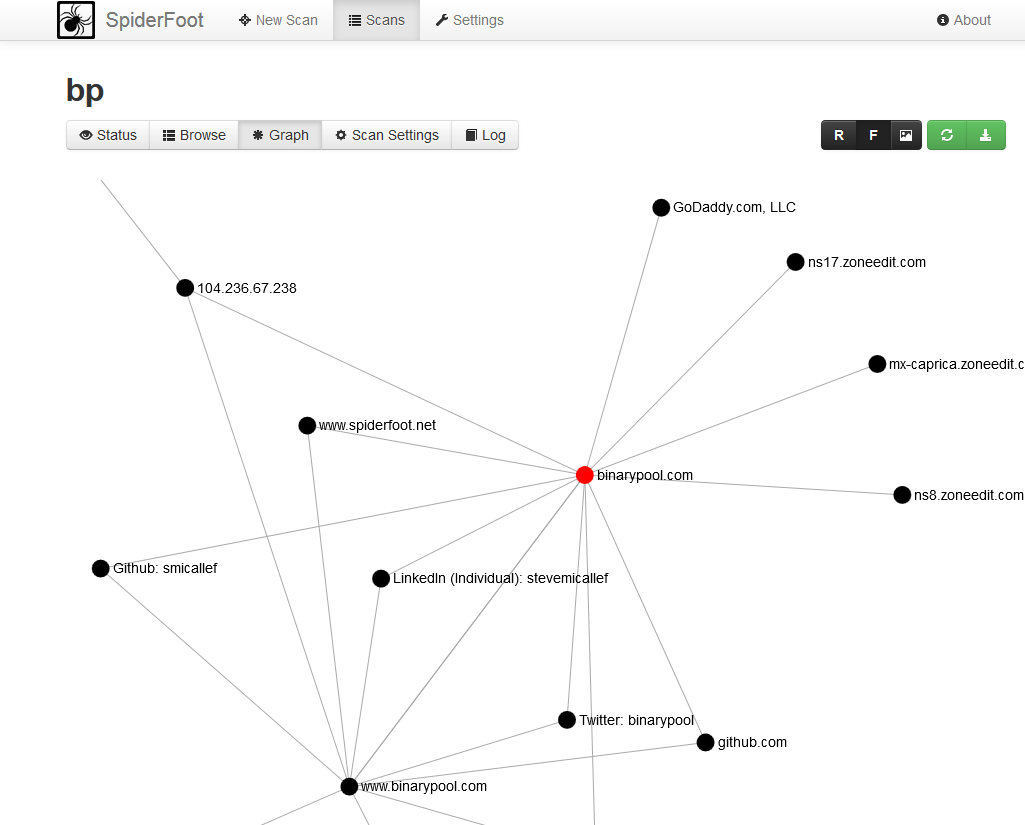 SpiderFoot New Scan Scans Settings About
bp
Status Browse Graph Scan Settings Log R F
GoDaddy.com, LLC
ns17.zoneedit.com
104.236.67.238
mx-caprica.zoneedit.c
www.spiderfoot.net
binarypool.com
ns8.zoneedit.com
Github: smicallef
LinkedIn (Individual): stevemicallef
Twitter: binarypool
github.com
www.binarypool.com